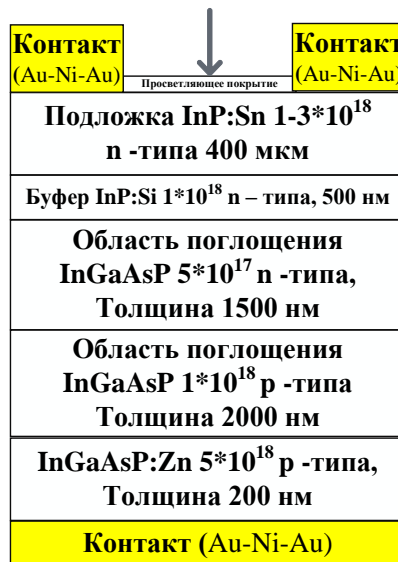 Контакт
(Au-Ni-Au)
Контакт
(Au-Ni-Au)
Просветляющее покрытие
Подложка InP:Sn 1-3*10¹⁸
n -типа 400 мкм
Буфер InP:Si 1*10¹⁸ n – типа, 500 нм
Область поглощения
InGaAsP 5*10¹⁷ n -типа,
Толщина 1500 нм
Область поглощения
InGaAsP 1*10¹⁸ p -типа
Толщина 2000 нм
InGaAsP:Zn 5*10¹⁸ p -типа,
Толщина 200 нм
Контакт (Au-Ni-Au)